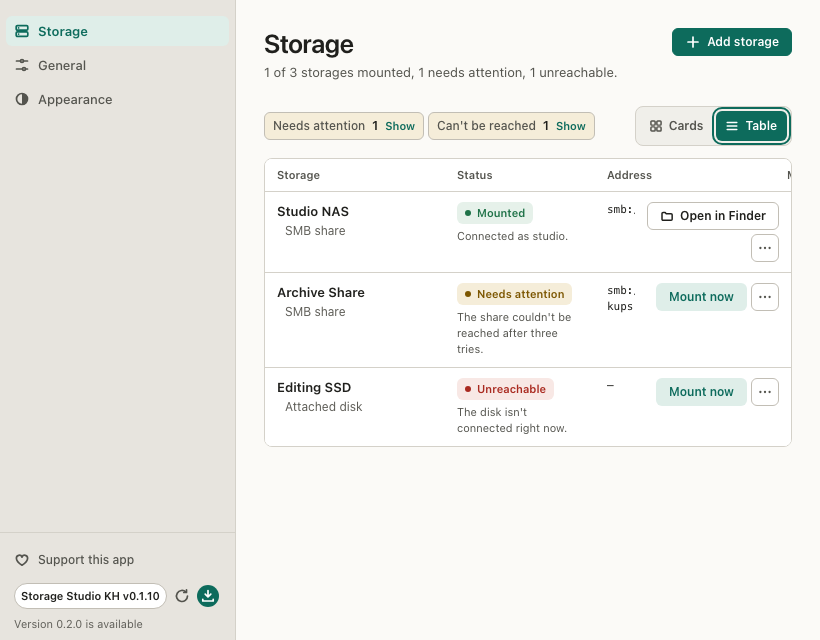 Storage
General
Appearance
Support this app
Storage Studio KH v0.1.10
Version 0.2.0 is available
Storage
Add storage
1 of 3 storages mounted, 1 needs attention, 1 unreachable.
Needs attention 1 Show
Can't be reached 1 Show
Cards
Table
Storage Status Address
Studio NAS
SMB share
Mounted
Connected as studio.
smb:
Open in Finder
Archive Share
SMB share
Needs attention
The share couldn't be
reached after three
tries.
smb:
kups
Mount now
Editing SSD
Attached disk
Unreachable
The disk isn't
connected right now.
–
Mount now